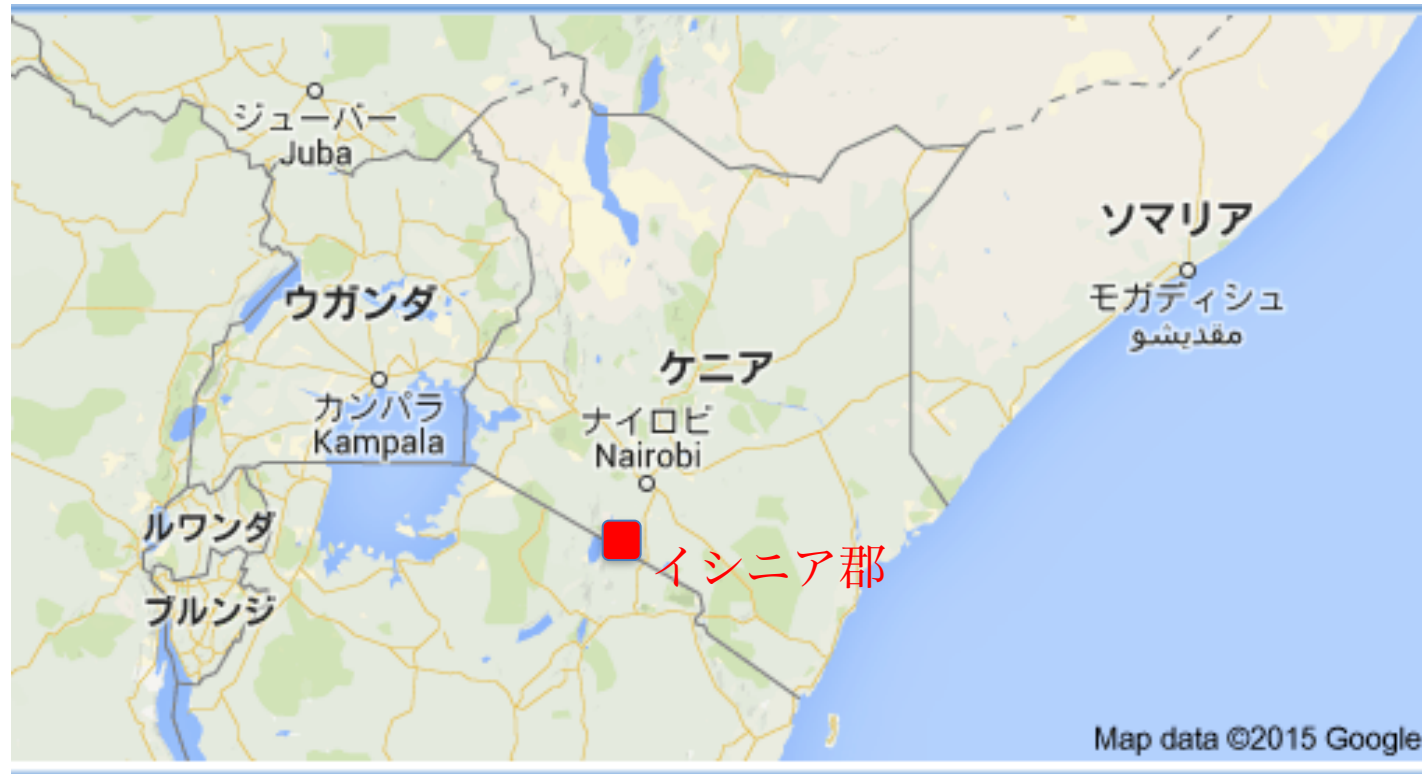 ジューバー
Juba
ソマリア
モガディシュ
مقديشو
ウガンダ
ケニア
カンパラ
Kampala
ナイロビ
Nairobi
ルワンダ
イシニア郡
ブルンジ
Map data ©2015 Google